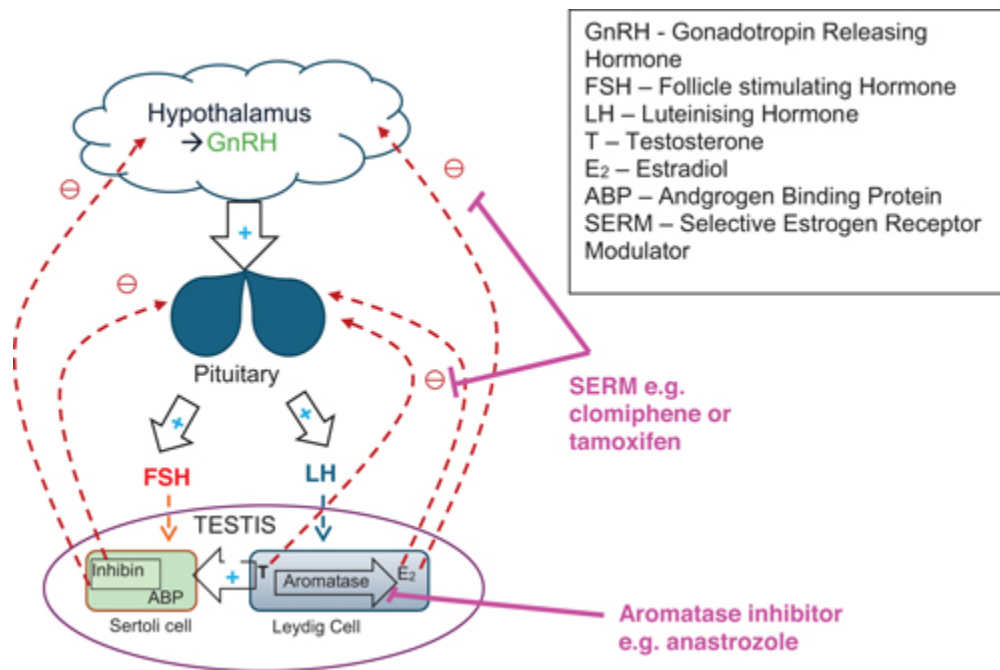 GnRH - Gonadotropin Releasing
Hormone
FSH – Follicle stimulating Hormone
LH – Luteinising Hormone
T – Testosterone
E₂ – Estradiol
ABP – Andgrogen Binding Protein
SERM – Selective Estrogen Receptor
Modulator
Hypothalamus
→ GnRH
⊖
⊖
+
⊖
Pituitary
⊖
SERM e.g.
clomiphene or
tamoxifen
+
+
FSH
LH
TESTIS
Inhibin
ABP
+
T
Aromatase
E₂
Sertoli cell
Leydig Cell
Aromatase inhibitor
e.g. anastrozole